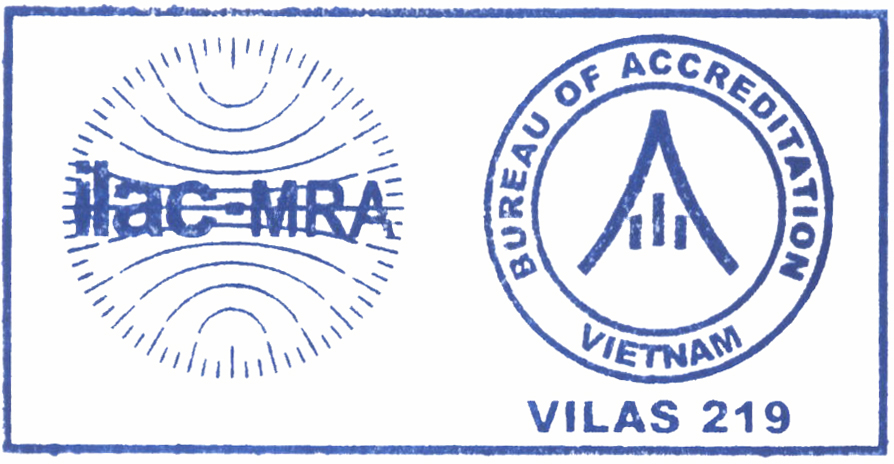 ilac-MRA
BUREAU OF ACCREDITATION
VIETNAM
VILAS 219